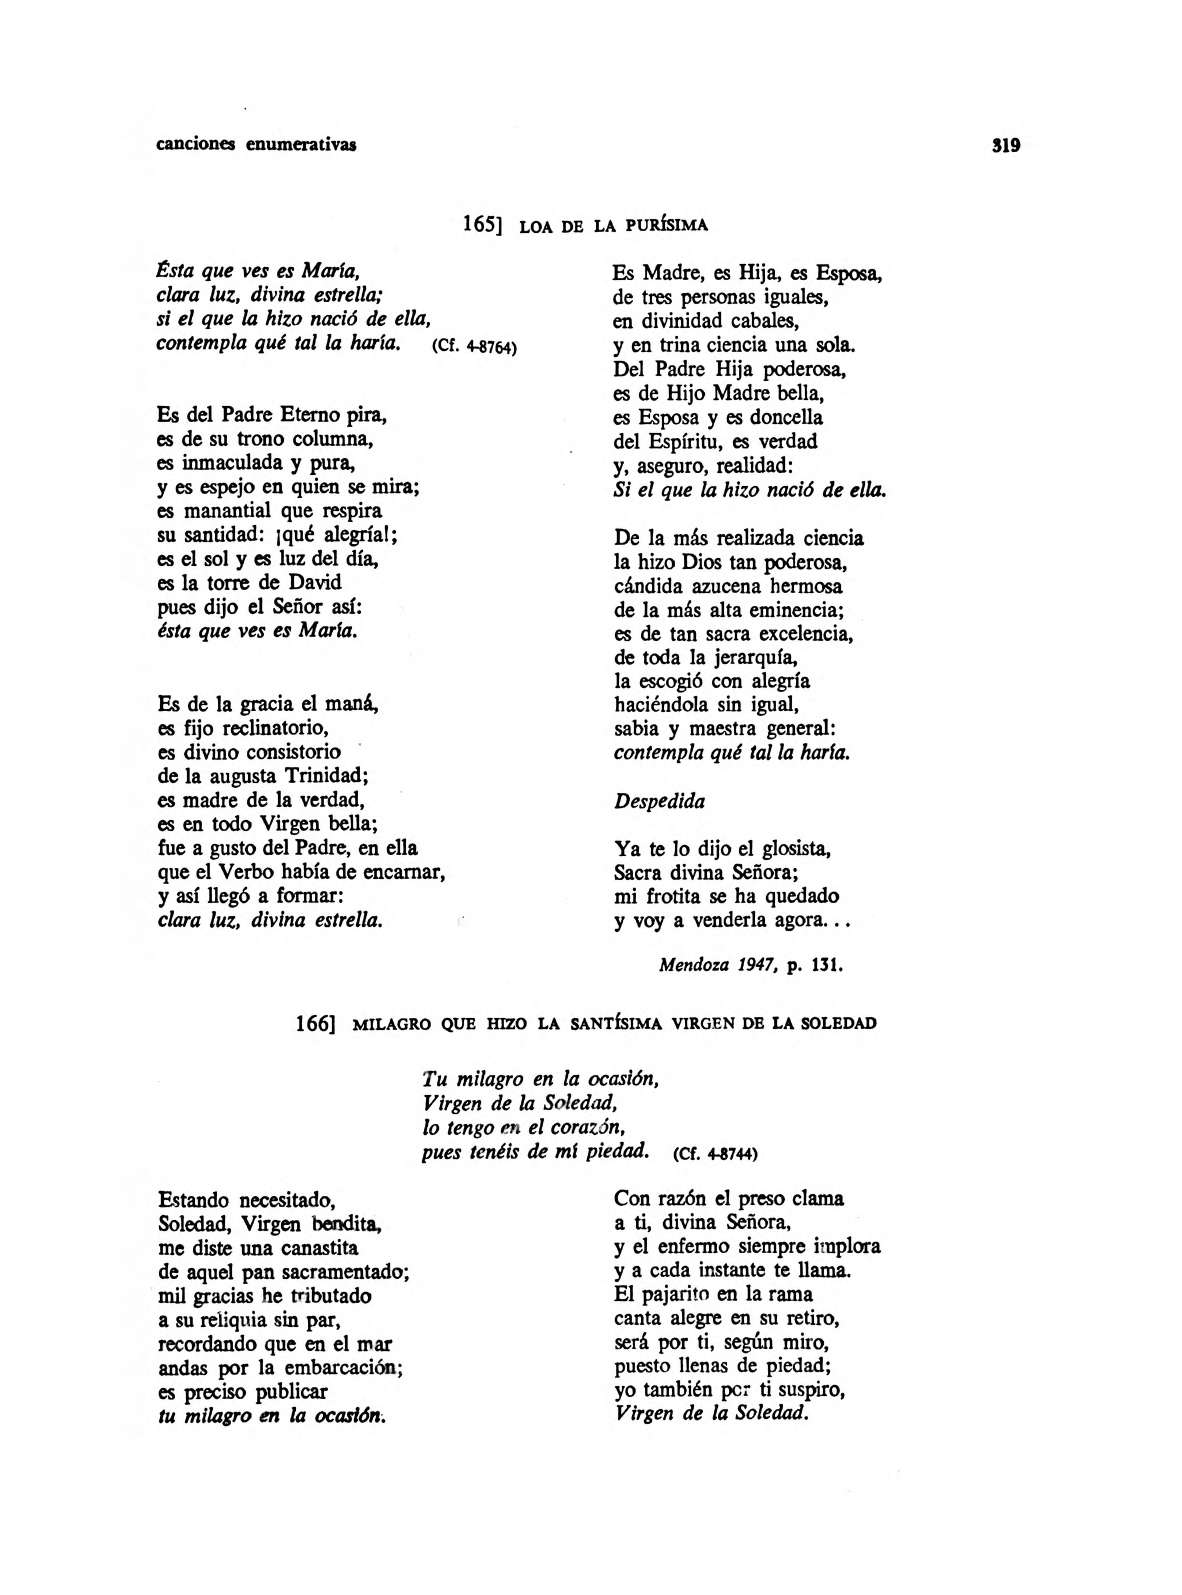 canciones enumerativas 319
165] LOA DE LA PURÍSIMA
Ésta que ves es María,
clara luz, divina estrella;
si el que la hizo nació de ella,
contempla qué tal la haría. (Cf. 4-8764)
Es del Padre Eterno pira,
es de su trono columna,
es inmaculada y pura,
y es espejo en quien se mira;
es manantial que respira
su santidad: ¡qué alegría!;
es el sol y es luz del día,
es la torre de David
pues dijo el Señor así:
ésta que ves es María.
Es de la gracia el maná,
es fijo reclinatorio,
es divino consistorio
de la augusta Trinidad;
es madre de la verdad,
es en todo Virgen bella;
fue a gusto del Padre, en ella
que el Verbo había de encarnar,
y así llegó a formar:
clara luz, divina estrella.
Es Madre, es Hija, es Esposa,
de tres personas iguales,
en divinidad cabales,
y en trina ciencia una sola.
Del Padre Hija poderosa,
es de Hijo Madre bella,
es Esposa y es doncella
del Espíritu, es verdad
y, aseguro, realidad:
Si el que la hizo nació de ella.
De la más realizada ciencia
la hizo Dios tan poderosa,
cándida azucena hermosa
de la más alta eminencia;
es de tan sacra excelencia,
de toda la jerarquía,
la escogió con alegría
haciéndola sin igual,
sabia y maestra general:
contempla qué tal la haría.
Despedida
Ya te lo dijo el glosista,
Sacra divina Señora;
mi frotita se ha quedado
y voy a venderla agora...
Mendoza 1947, p. 131.
166] MILAGRO QUE HIZO LA SANTÍSIMA VIRGEN DE LA SOLEDAD
Tu milagro en la ocasión,
Virgen de la Soledad,
lo tengo en el corazón,
pues tenéis de mí piedad. (Cf. 4-8744)
Estando necesitado,
Soledad, Virgen bendita,
me diste una canastita
de aquel pan sacramentado;
mil gracias he tributado
a su reliquia sin par,
recordando que en el mar
andas por la embarcación;
es preciso publicar
tu milagro en la ocasión.
Con razón el preso clama
a ti, divina Señora,
y el enfermo siempre implora
y a cada instante te llama.
El pajarito en la rama
canta alegre en su retiro,
será por ti, según miro,
puesto llenas de piedad;
yo también por ti suspiro,
Virgen de la Soledad.